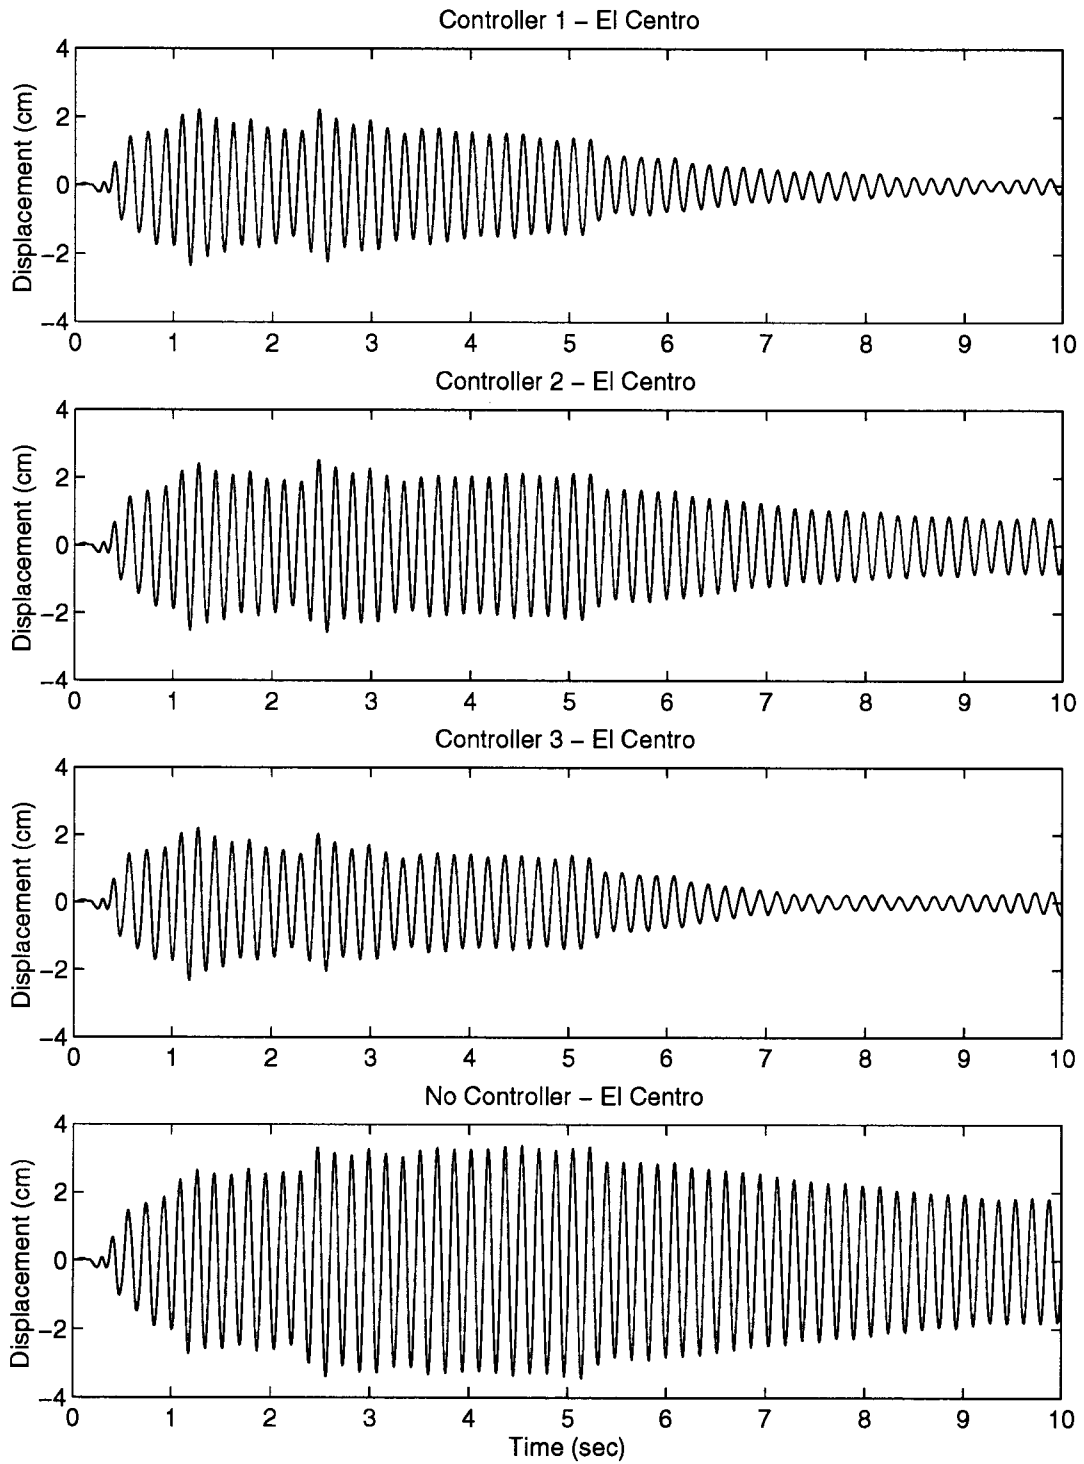 Controller 1 – El Centro
Displacement (cm)
4
2
0
−2
−4
0 1 2 3 4 5 6 7 8 9 10
Controller 2 – El Centro
Displacement (cm)
4
2
0
−2
−4
0 1 2 3 4 5 6 7 8 9 10
Controller 3 – El Centro
Displacement (cm)
4
2
0
−2
−4
0 1 2 3 4 5 6 7 8 9 10
No Controller – El Centro
Displacement (cm)
4
2
0
−2
−4
0 1 2 3 4 5 6 7 8 9 10
Time (sec)